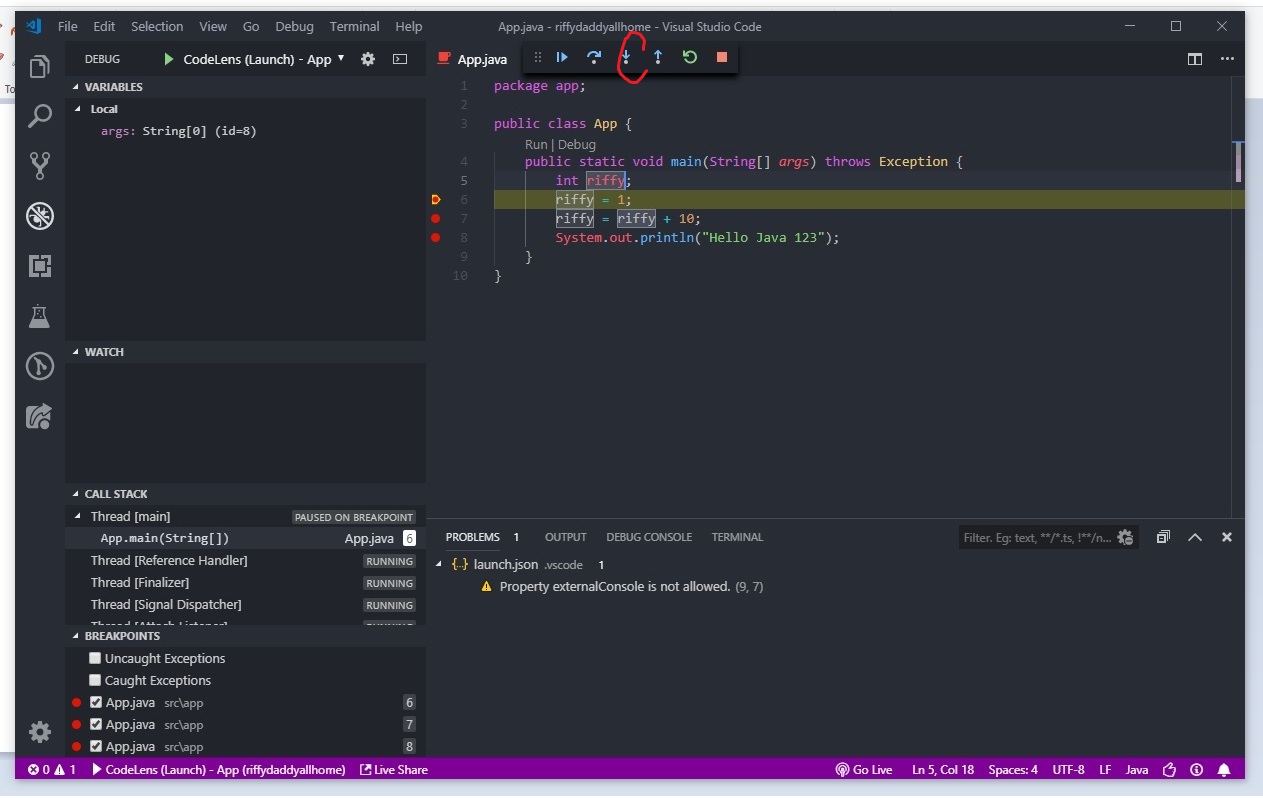 To
File Edit Selection View Go Debug Terminal Help
App.java - riffydaddyallhome - Visual Studio Code
DEBUG CodeLens (Launch) - App
App.java
VARIABLES
Local
args: String[0] (id=8)
1 package app;
2
3 public class App {
Run | Debug
4 public static void main(String[] args) throws Exception {
5 int riffy;
6 riffy = 1;
7 riffy = riffy + 10;
8 System.out.println("Hello Java 123");
9 }
10 }
WATCH
CALL STACK
Thread [main] PAUSED ON BREAKPOINT
App.main(String[]) App.java 6
Thread [Reference Handler] RUNNING
Thread [Finalizer] RUNNING
Thread [Signal Dispatcher] RUNNING
BREAKPOINTS
Uncaught Exceptions
Caught Exceptions
App.java src\app 6
App.java src\app 7
App.java src\app 8
PROBLEMS 1 OUTPUT DEBUG CONSOLE TERMINAL
Filter. Eg: text, **/*.ts, !**/n...
{..} launch.json .vscode 1
Property externalConsole is not allowed. (9, 7)
0 1 CodeLens (Launch) - App (riffydaddyallhome) Live Share
Go Live Ln 5, Col 18 Spaces: 4 UTF-8 LF Java